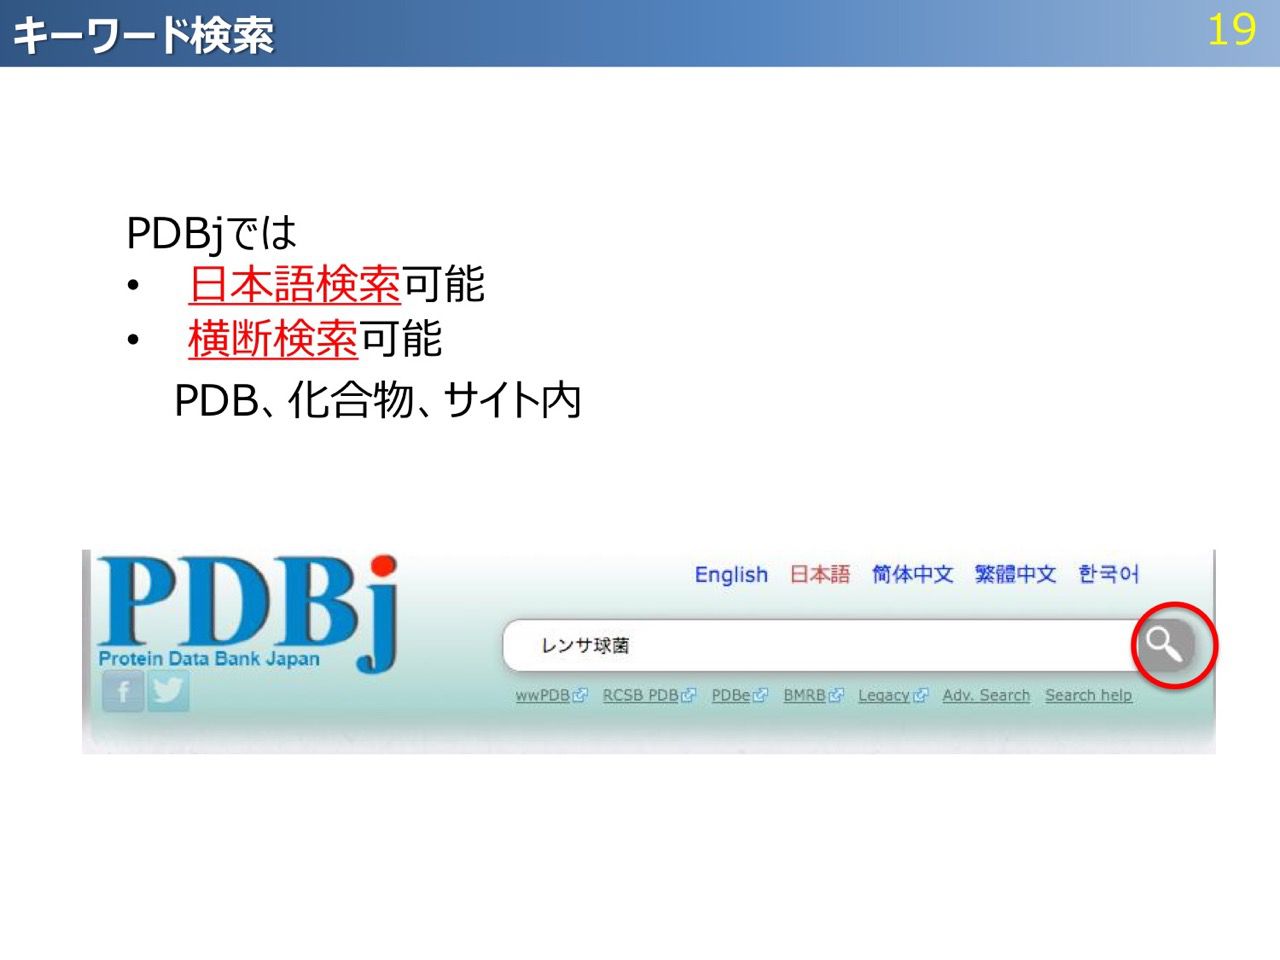 キーワード検索
19
PDBjでは
• 日本語検索可能
• 横断検索可能
PDB、化合物、サイト内
PDBj
Protein Data Bank Japan
English 日本語 简体中文 繁體中文 한국어
レンサ球菌
wwPDB RCSB PDB PDBe BMRB Legacy Adv. Search Search help